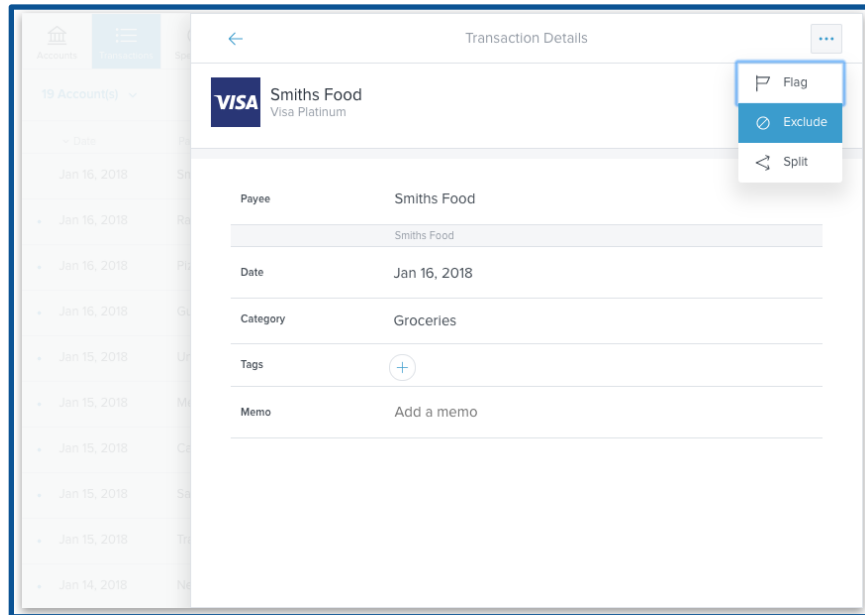 Accounts
Transactions
Transaction Details
...
19 Account(s)
VISA
Smiths Food
Visa Platinum
Flag
Exclude
Split
Date
Jan 16, 2018
Jan 16, 2018
Jan 16, 2018
Jan 16, 2018
Jan 15, 2018
Jan 15, 2018
Jan 15, 2018
Jan 15, 2018
Jan 15, 2018
Jan 14, 2018
Payee
Smiths Food
Smiths Food
Date
Jan 16, 2018
Category
Groceries
Tags
+
Memo
Add a memo